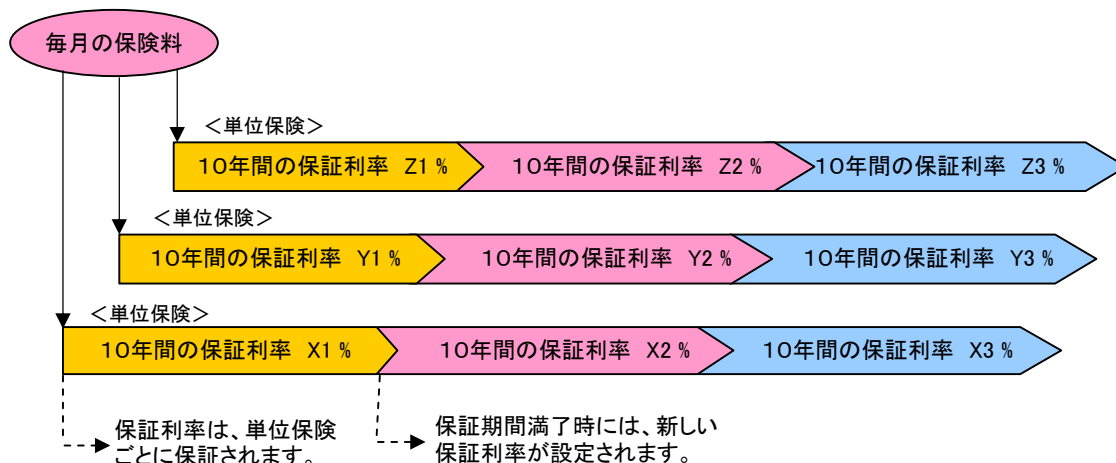 毎月の保険料
＜単位保険＞
10年間の保証利率 Z1 %
10年間の保証利率 Z2 %
10年間の保証利率 Z3 %
＜単位保険＞
10年間の保証利率 Y1 %
10年間の保証利率 Y2 %
10年間の保証利率 Y3 %
＜単位保険＞
10年間の保証利率 X1 %
10年間の保証利率 X2 %
10年間の保証利率 X3 %
保証利率は、単位保険
ごとに保証されます。
保証期間満了時には、新しい
保証利率が設定されます。